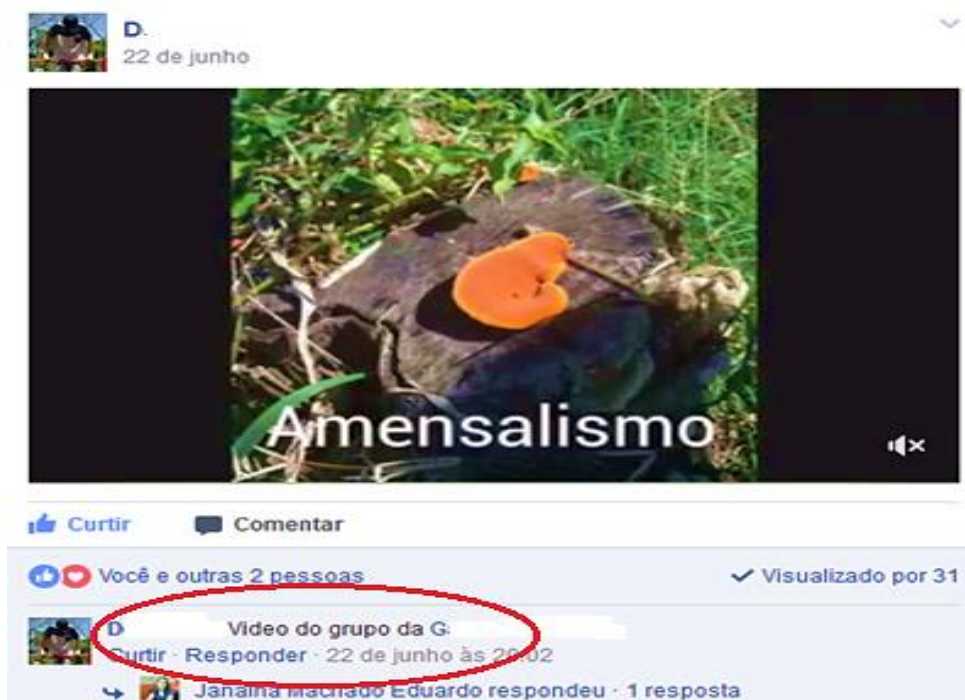 D.
22 de junho
Amensalismo
Curtir Comentar
Você e outras 2 pessoas Visualizado por 31
D Video do grupo da G
Curtir · Responder · 22 de junho às 20:02
Janaina Machado Eduardo respondeu · 1 resposta